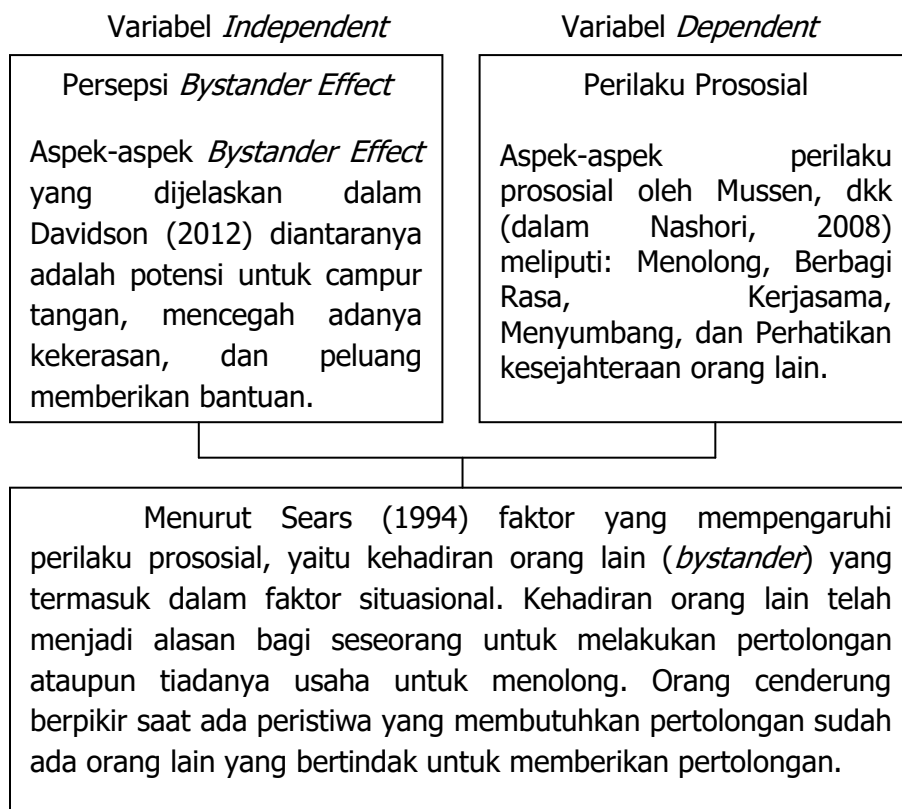 Variabel Independent
Variabel Dependent
Persepsi Bystander Effect
Aspek-aspek Bystander Effect
yang dijelaskan dalam
Davidson (2012) diantaranya
adalah potensi untuk campur
tangan, mencegah adanya
kekerasan, dan peluang
memberikan bantuan.
Perilaku Prososial
Aspek-aspek perilaku
prososial oleh Mussen, dkk
(dalam Nashori, 2008)
meliputi: Menolong, Berbagi
Rasa, Kerjasama,
Menyumbang, dan Perhatikan
kesejahteraan orang lain.
Menurut Sears (1994) faktor yang mempengaruhi
perilaku prososial, yaitu kehadiran orang lain (bystander) yang
termasuk dalam faktor situasional. Kehadiran orang lain telah
menjadi alasan bagi seseorang untuk melakukan pertolongan
ataupun tiadanya usaha untuk menolong. Orang cenderung
berpikir saat ada peristiwa yang membutuhkan pertolongan sudah
ada orang lain yang bertindak untuk memberikan pertolongan.